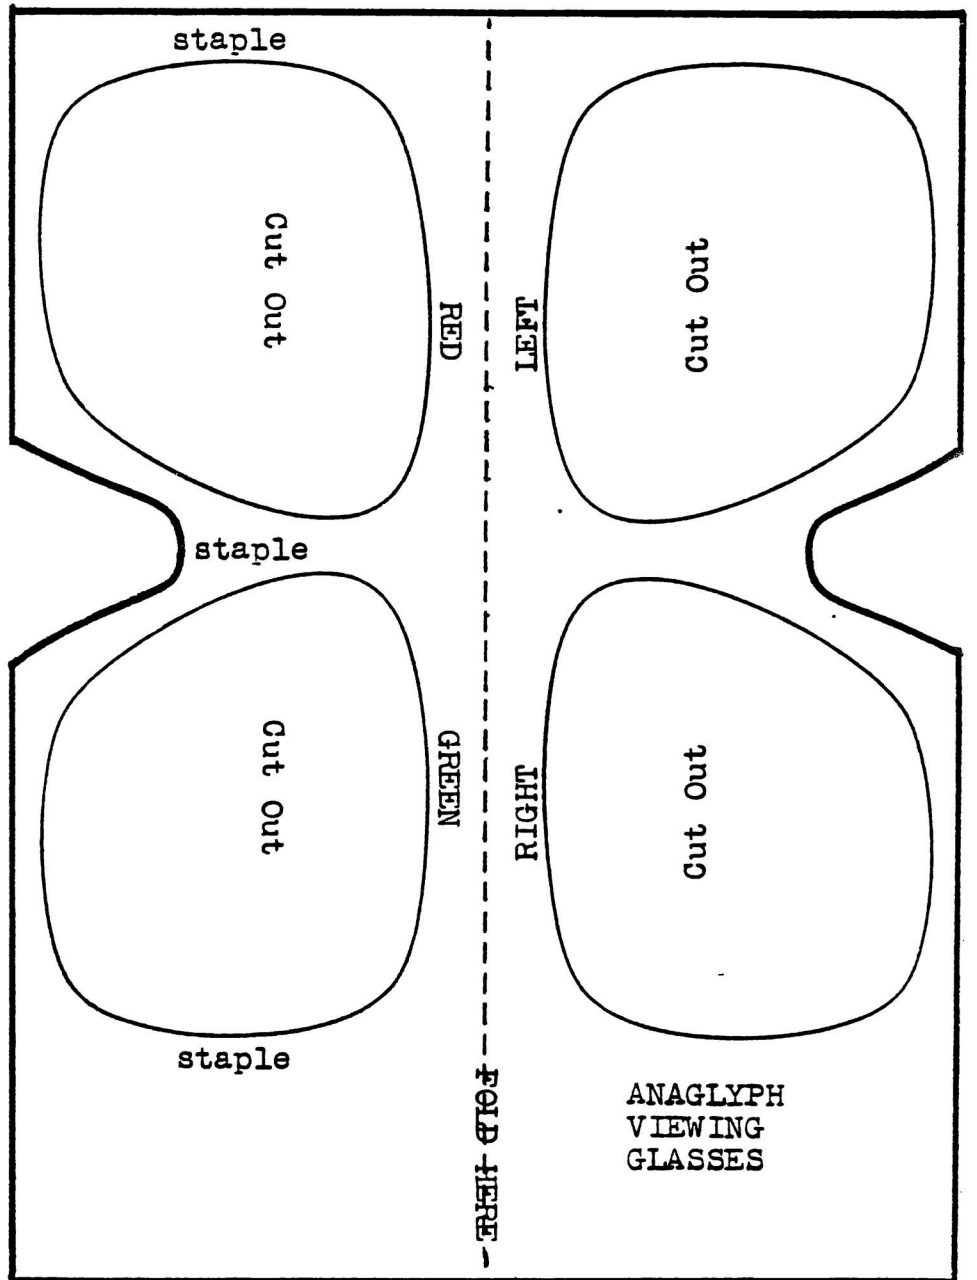 staple
Cut Out
Cut Out
RED
LEFT
staple
Cut Out
Cut Out
GREEN
RIGHT
staple
FOLD HERE
ANAGLYPH
VIEWING
GLASSES